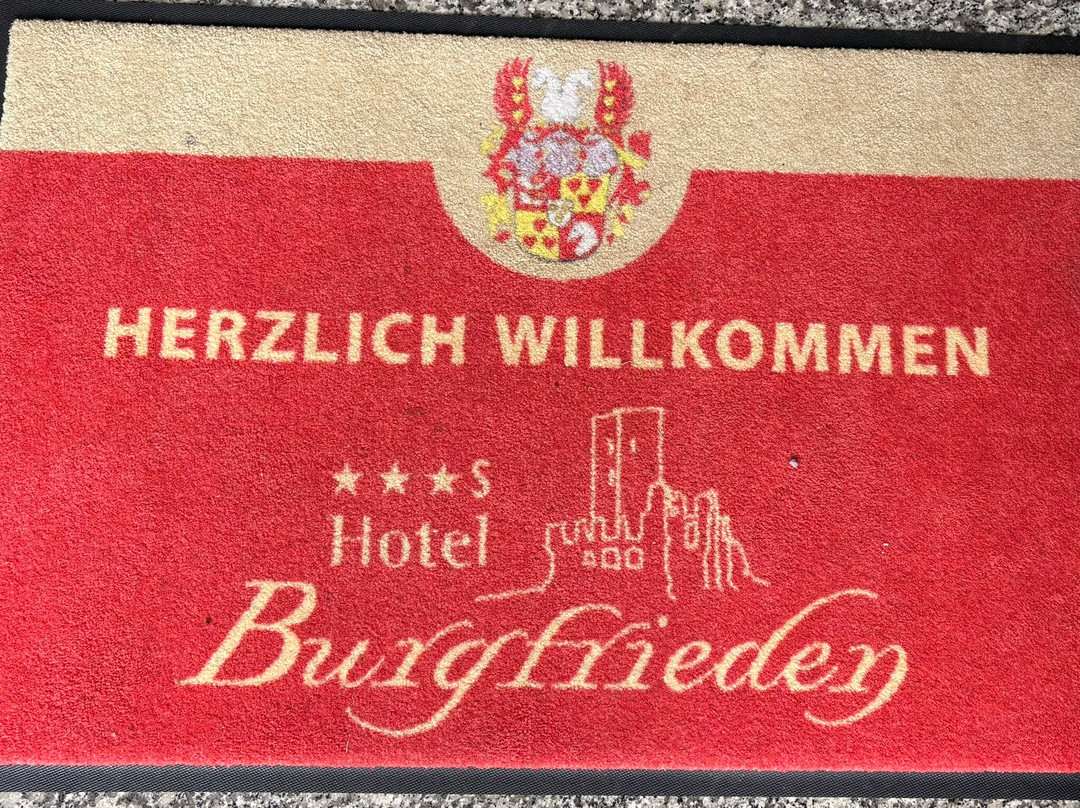 HERZLICH WILLKOMMEN
★★★S
Hotel
Burgfrieden